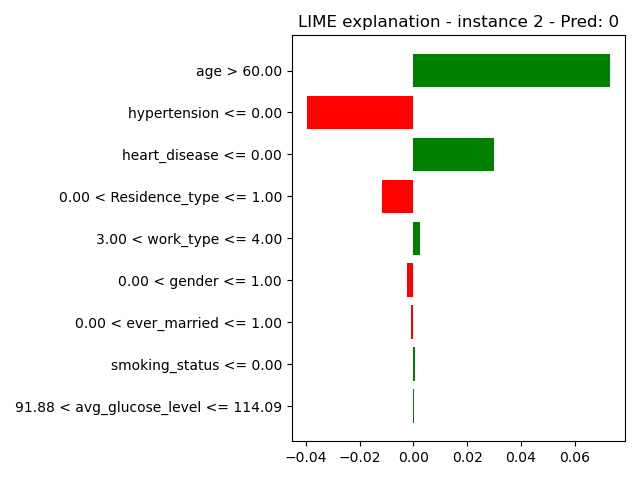 LIME explanation - instance 2 - Pred: 0
age > 60.00
hypertension <= 0.00
heart_disease <= 0.00
0.00 < Residence_type <= 1.00
3.00 < work_type <= 4.00
0.00 < gender <= 1.00
0.00 < ever_married <= 1.00
smoking_status <= 0.00
91.88 < avg_glucose_level <= 114.09
−0.04 −0.02 0.00 0.02 0.04 0.06